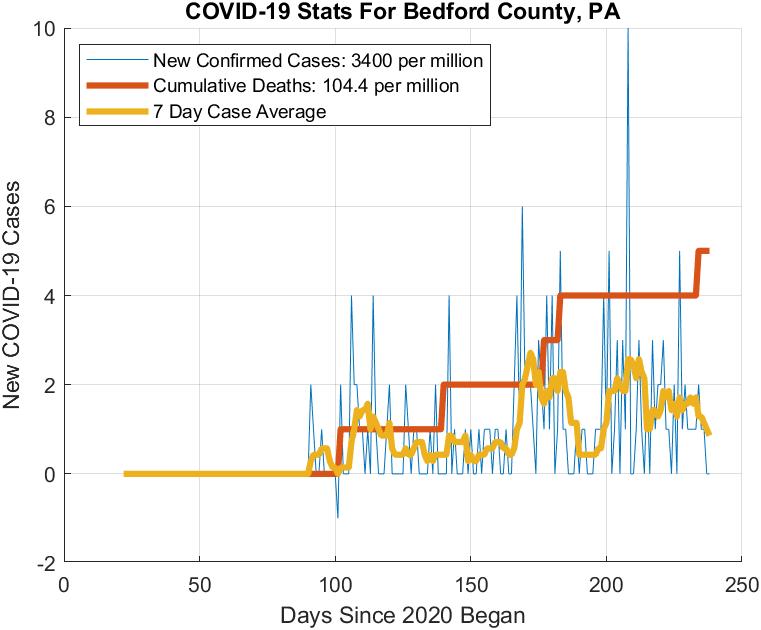 COVID-19 Stats For Bedford County, PA
New Confirmed Cases: 3400 per million
Cumulative Deaths: 104.4 per million
7 Day Case Average
New COVID-19 Cases
10
8
6
4
2
0
-2
0 50 100 150 200 250
Days Since 2020 Began